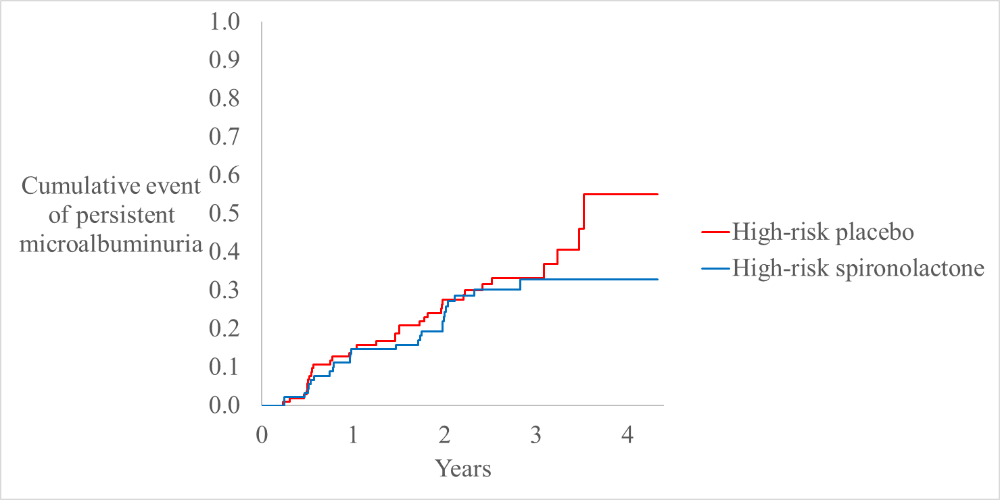 1.0
0.9
0.8
0.7
0.6
0.5
0.4
0.3
0.2
0.1
0.0
Cumulative event
of persistent
microalbuminuria
0 1 2 3 4
Years
High-risk placebo
High-risk spironolactone